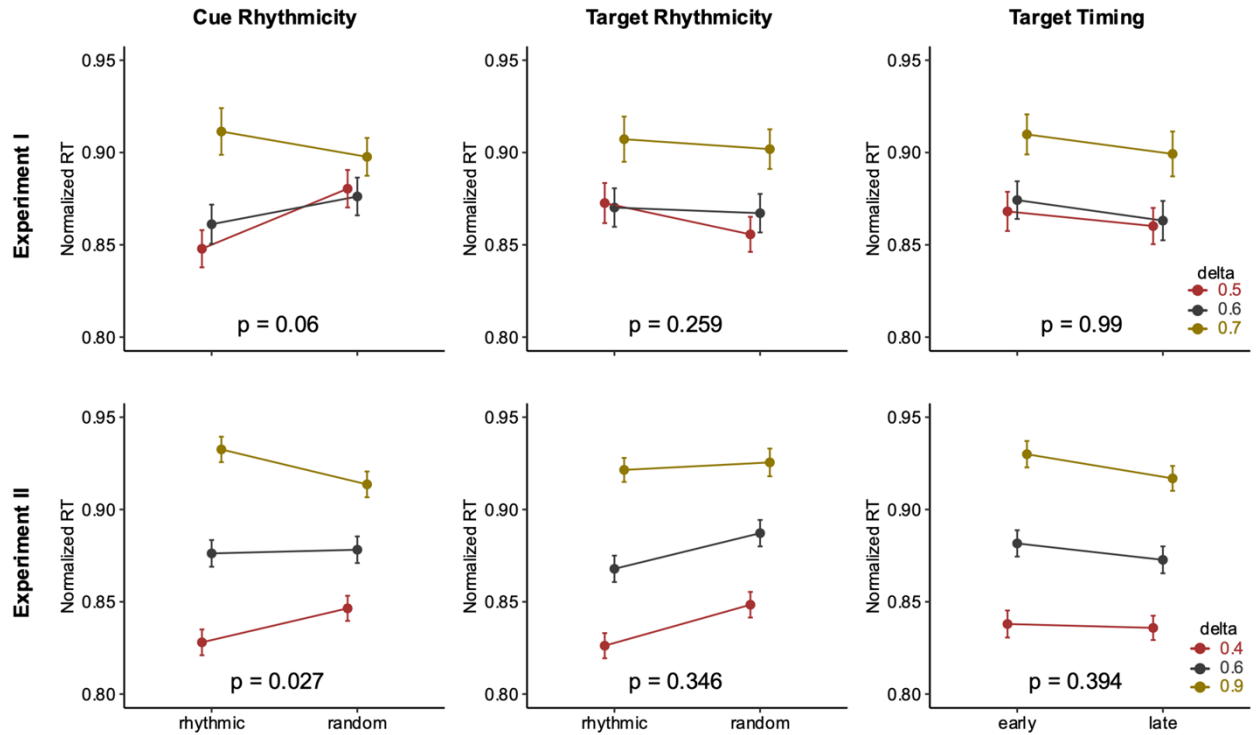 Cue Rhythmicity
Target Rhythmicity
Target Timing
Experiment I
Normalized RT
0.95
0.90
0.85
0.80
p = 0.06
Normalized RT
0.95
0.90
0.85
0.80
p = 0.259
Normalized RT
0.95
0.90
0.85
0.80
p = 0.99
delta
0.5
0.6
0.7
Experiment II
Normalized RT
0.95
0.90
0.85
0.80
p = 0.027
rhythmic random
Normalized RT
0.95
0.90
0.85
0.80
p = 0.346
rhythmic random
Normalized RT
0.95
0.90
0.85
0.80
p = 0.394
early late
delta
0.4
0.6
0.9